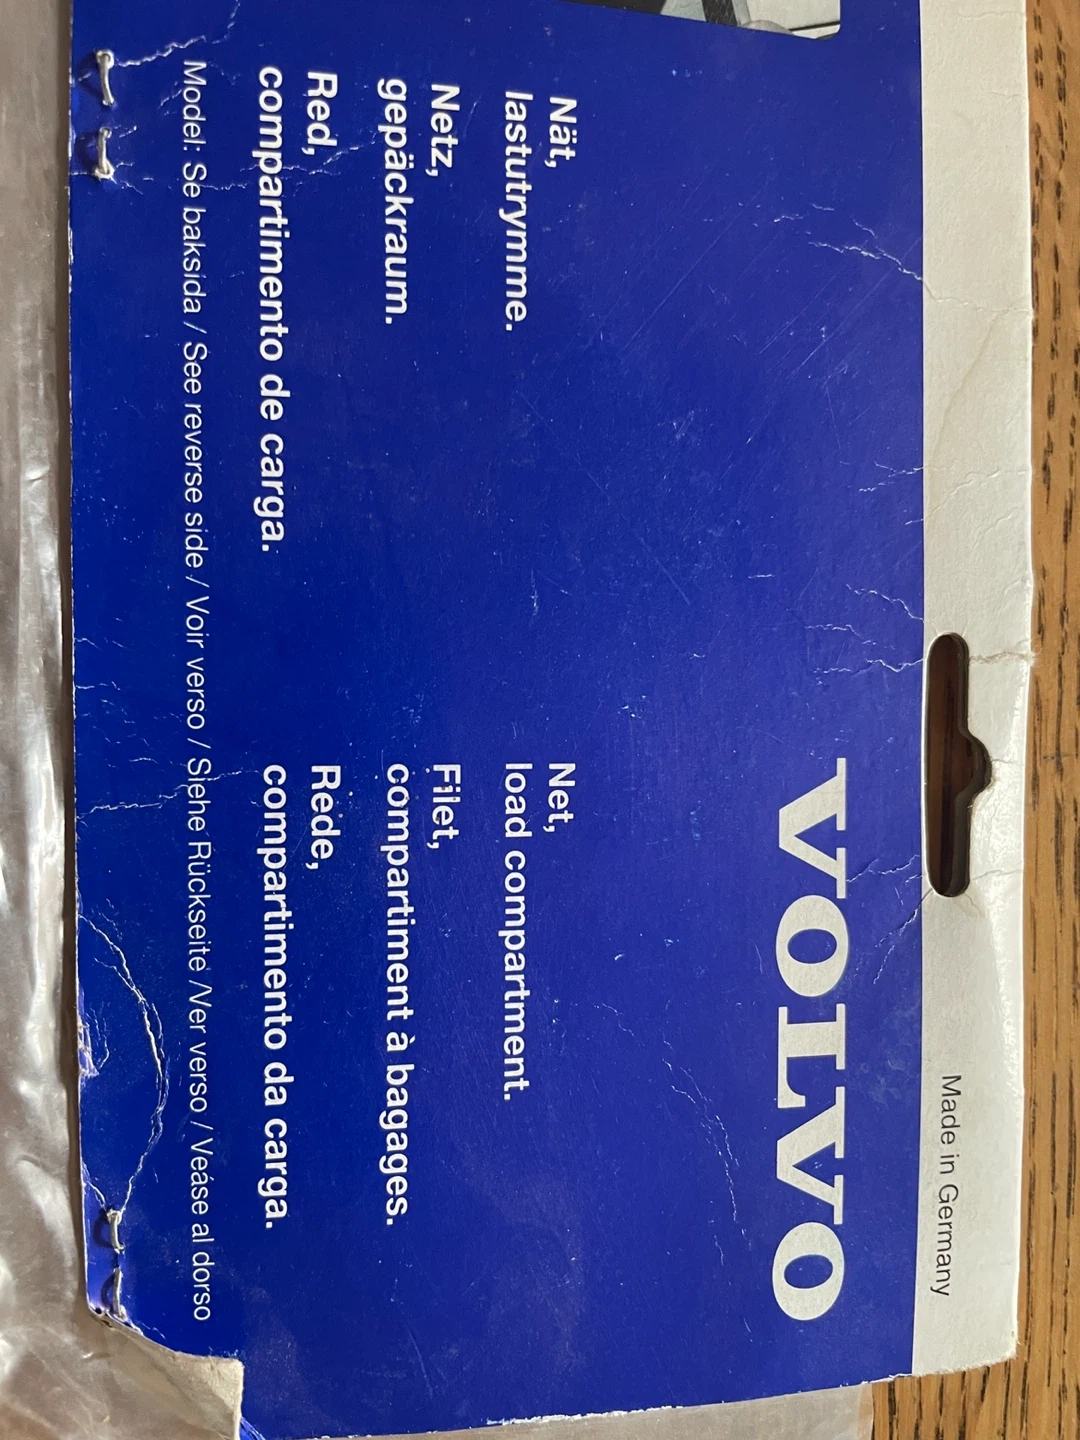 Made in Germany
VOLVO
Nät,
lastutrymme.
Net,
load compartment.
Netz,
gepäckraum.
Filet,
compartiment à bagages.
Red,
compartimento de carga.
Rede,
compartimento da carga.
Model: Se baksida / See reverse side / Voir verso / Siehe Rückseite /Ver verso / Veáse al dorso